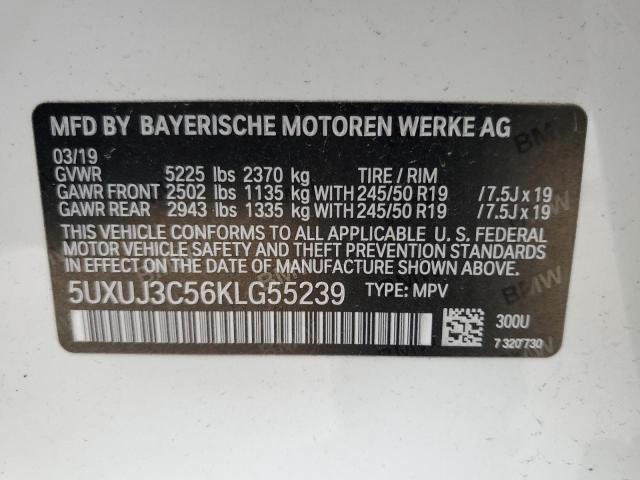 MFD BY BAYERISCHE MOTOREN WERKE AG
03/19
GVWR 5225 lbs 2370 kg TIRE / RIM
GAWR FRONT 2502 lbs 1135 kg WITH 245/50 R19 /7.5J x 19
GAWR REAR 2943 lbs 1335 kg WITH 245/50 R19 /7.5J x 19
THIS VEHICLE CONFORMS TO ALL APPLICABLE U. S. FEDERAL
MOTOR VEHICLE SAFETY AND THEFT PREVENTION STANDARDS
IN EFFECT ON THE DATE OF MANUFACTURE SHOWN ABOVE.
5UXUJ3C56KLG55239 TYPE: MPV
300U
7 320 730